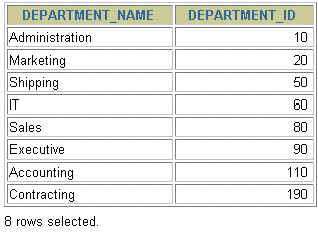 DEPARTMENT_NAME DEPARTMENT_ID
Administration 10
Marketing 20
Shipping 50
IT 60
Sales 80
Executive 90
Accounting 110
Contracting 190
8 rows selected.